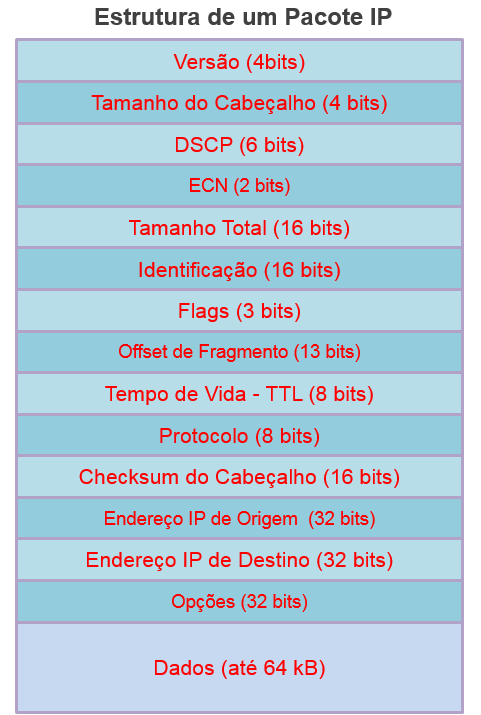 Estrutura de um Pacote IP
Versão (4bits)
Tamanho do Cabeçalho (4 bits)
DSCP (6 bits)
ECN (2 bits)
Tamanho Total (16 bits)
Identificação (16 bits)
Flags (3 bits)
Offset de Fragmento (13 bits)
Tempo de Vida - TTL (8 bits)
Protocolo (8 bits)
Checksum do Cabeçalho (16 bits)
Endereço IP de Origem  (32 bits)
Endereço IP de Destino (32 bits)
Opções (32 bits)
Dados (até 64 kB)